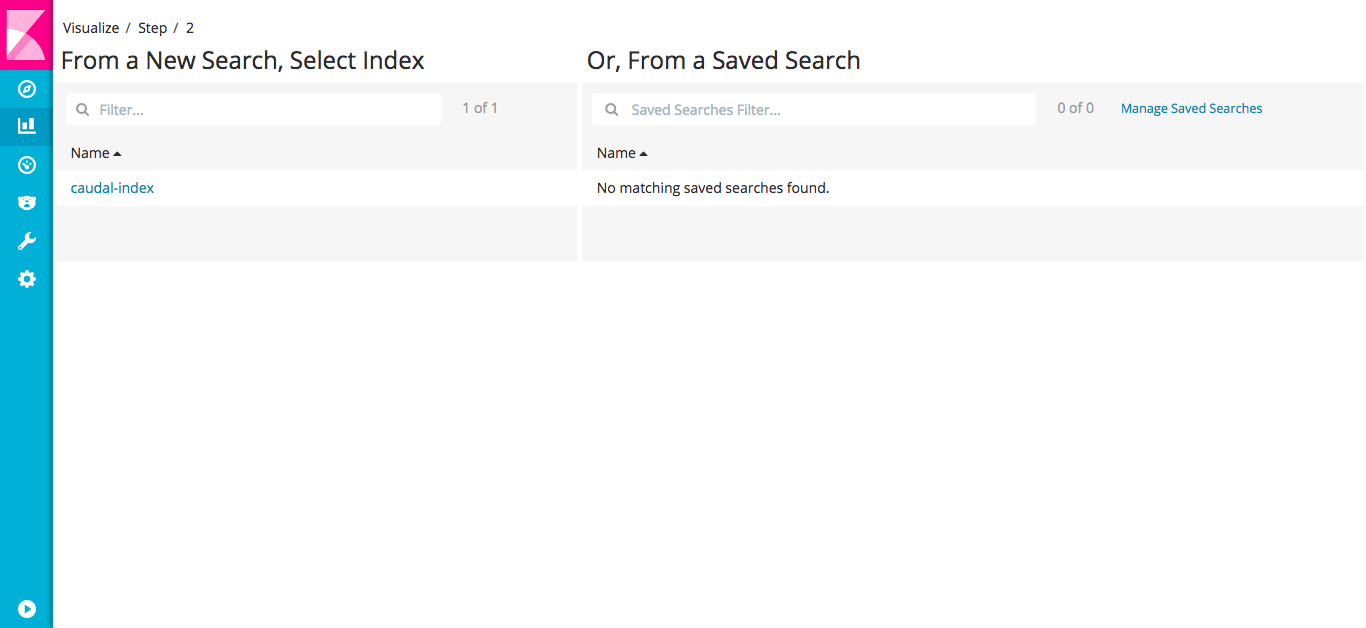 Visualize / Step / 2
From a New Search, Select Index
Filter...
1 of 1
Name
caudal-index
Or, From a Saved Search
Saved Searches Filter...
0 of 0
Manage Saved Searches
Name
No matching saved searches found.